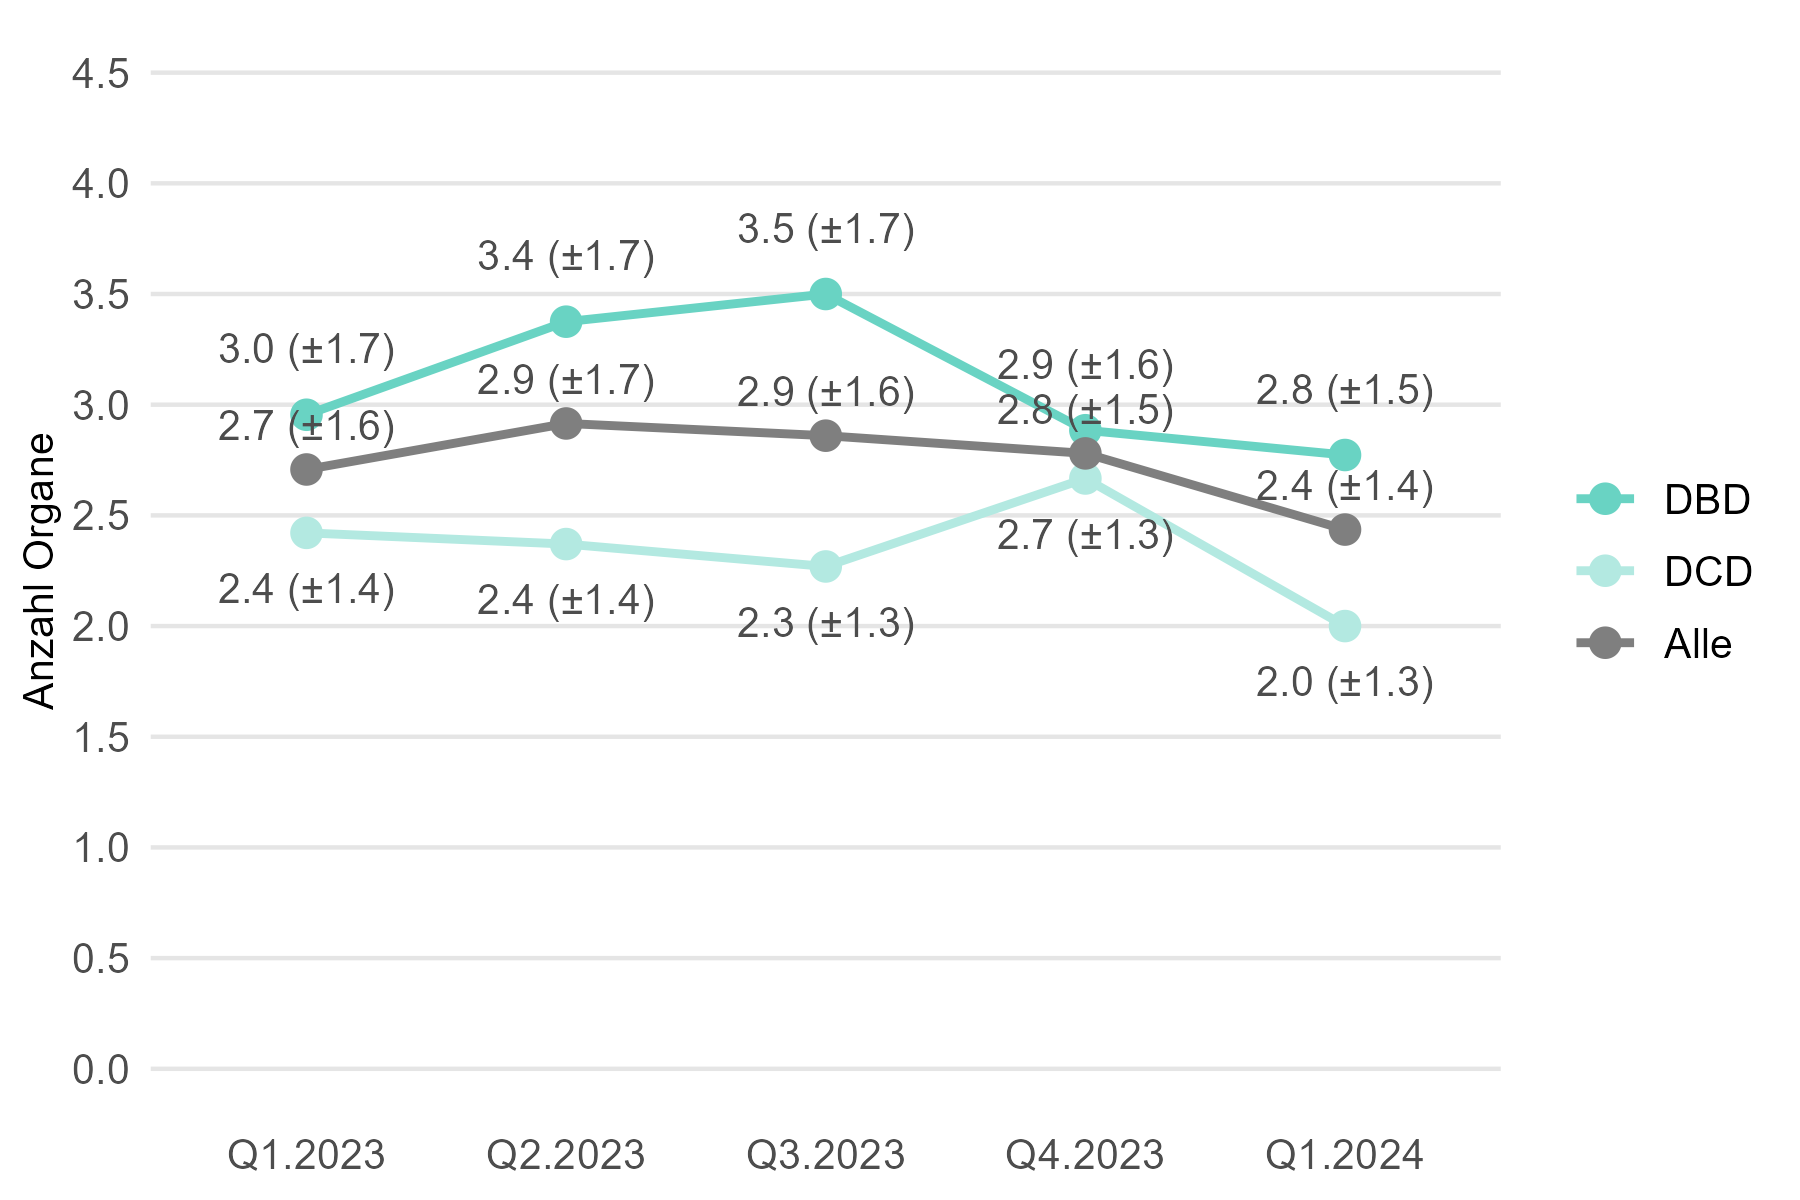 4.5
4.0
3.5
3.0
2.5
2.0
1.5
1.0
0.5
0.0
Anzahl Organe
3.0 (±1.7)
3.4 (±1.7)
3.5 (±1.7)
2.9 (±1.6)
2.8 (±1.5)
2.7 (±1.6)
2.9 (±1.7)
2.9 (±1.6)
2.8 (±1.5)
2.4 (±1.4)
2.4 (±1.4)
2.4 (±1.4)
2.3 (±1.3)
2.7 (±1.3)
2.0 (±1.3)
Q1.2023
Q2.2023
Q3.2023
Q4.2023
Q1.2024
DBD
DCD
Alle